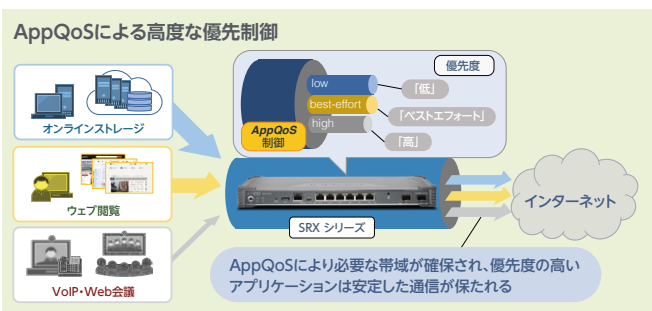 AppQoSによる高度な優先制御
オンラインストレージ
ウェブ閲覧
VoIP・Web会議
優先度
low
「低」
best-effort
「ベストエフォート」
high
「高」
AppQoS
制御
SRX シリーズ
インターネット
AppQoSにより必要な帯域が確保され、優先度の高い
アプリケーションは安定した通信が保たれる